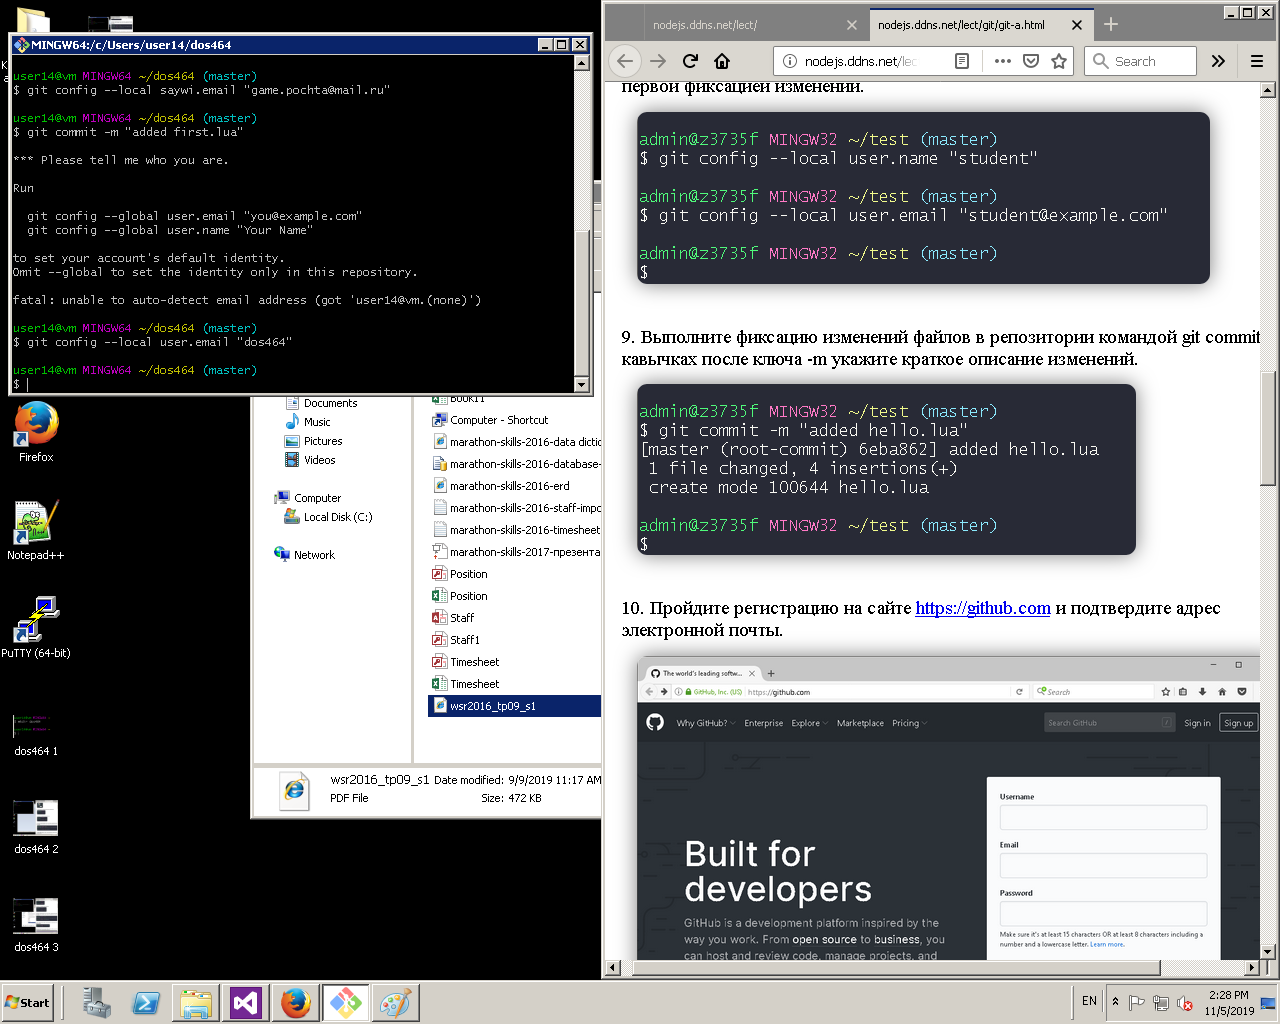 MINGW64:/c/Users/user14/dos464
user14@vm MINGW64 ~/dos464 (master)
$ git config --local saywi.email "game.pochta@mail.ru"
user14@vm MINGW64 ~/dos464 (master)
$ git commit -m "added first.lua"
*** Please tell me who you are.
Run
git config --global user.email "you@example.com"
git config --global user.name "Your Name"
to set your account's default identity.
Omit --global to set the identity only in this repository.
fatal: unable to auto-detect email address (got 'user14@vm.(none)')
user14@vm MINGW64 ~/dos464 (master)
$ git config --local user.email "dos464"
user14@vm MINGW64 ~/dos464 (master)
$
Firefox
Notepad++
PuTTY (64-bit)
dos464 1
dos464 2
dos464 3
Documents
Music
Pictures
Videos
Computer
Local Disk (C:)
Network
Book11
Computer - Shortcut
marathon-skills-2016-data dictio
marathon-skills-2016-database-
marathon-skills-2016-erd
marathon-skills-2016-staff-impo
marathon-skills-2016-timesheet
marathon-skills-2017-презента
Position
Position
Staff
Staff1
Timesheet
Timesheet
wsr2016_tp09_s1
wsr2016_tp09_s1 Date modified: 9/9/2019 11:17 AM
PDF File Size: 472 KB
nodejs.ddns.net/lect/
nodejs.ddns.net/lect/git/git-a.html
nodejs.ddns.net/lec
Search
первой фиксацией изменений.
admin@z3735f MINGW32 ~/test (master)
$ git config --local user.name "student"
admin@z3735f MINGW32 ~/test (master)
$ git config --local user.email "student@example.com"
admin@z3735f MINGW32 ~/test (master)
$
9. Выполните фиксацию изменений файлов в репозитории командой git commit
кавычках после ключа -m укажите краткое описание изменений.
admin@z3735f MINGW32 ~/test (master)
$ git commit -m "added hello.lua"
[master (root-commit) 6eba862] added hello.lua
1 file changed, 4 insertions(+)
create mode 100644 hello.lua
admin@z3735f MINGW32 ~/test (master)
$
10. Пройдите регистрацию на сайте https://github.com и подтвердите адрес
электронной почты.
The world's leading softw...
GitHub, Inc. (US) https://github.com
Search
Why GitHub? Enterprise Explore Marketplace Pricing
Search GitHub /
Sign in Sign up
Built for
developers
GitHub is a development platform inspired by the
way you work. From open source to business, you
can host and review code, manage projects, and
Username
Email
Password
Make sure it's at least 15 characters OR at least 8 characters including a
number and a lowercase letter. Learn more.
Start
EN
2:28 PM
11/5/2019